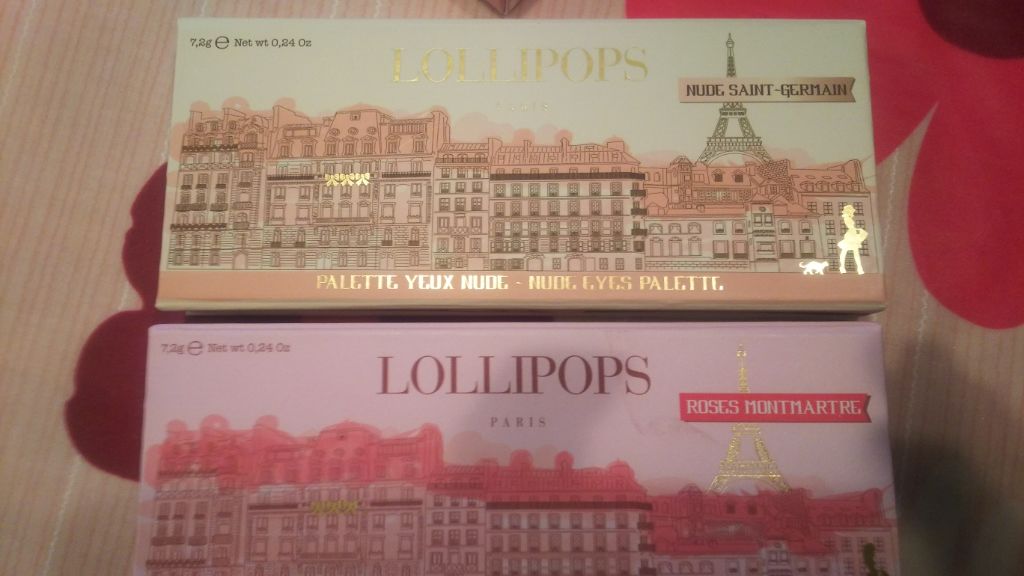 7,2g ℮ Net wt 0,24 Oz
LOLLIPOPS
PARIS
NUDE SAINT-GERMAIN
PALETTE YEUX NUDE - NUDE EYES PALETTE
7,2g ℮ Net wt 0,24 Oz
LOLLIPOPS
PARIS
ROSES MONTMARTRE